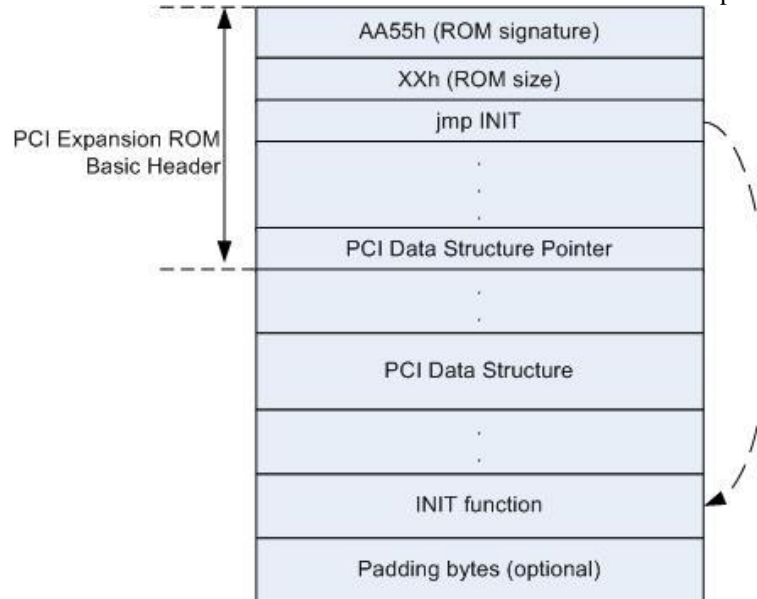 AA55h (ROM signature)
XXh (ROM size)
jmp INIT
PCI Expansion ROM
Basic Header
.
.
.
PCI Data Structure Pointer
.
.
PCI Data Structure
.
.
INIT function
Padding bytes (optional)